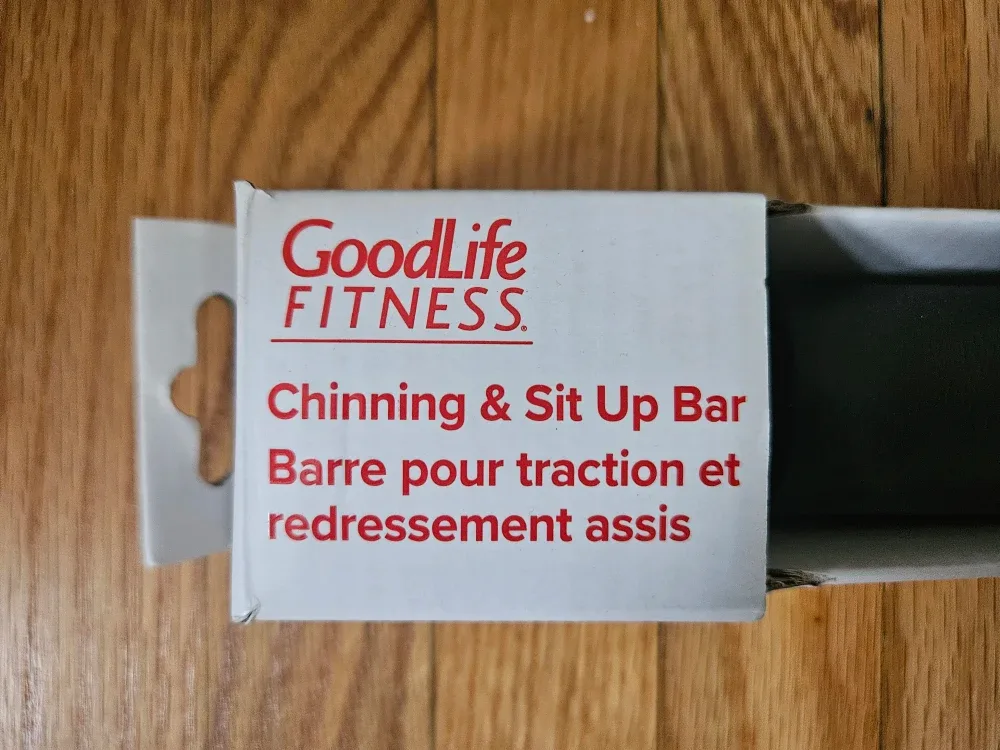 GoodLife
FITNESS®
Chinning & Sit Up Bar
Barre pour traction et
redressement assis